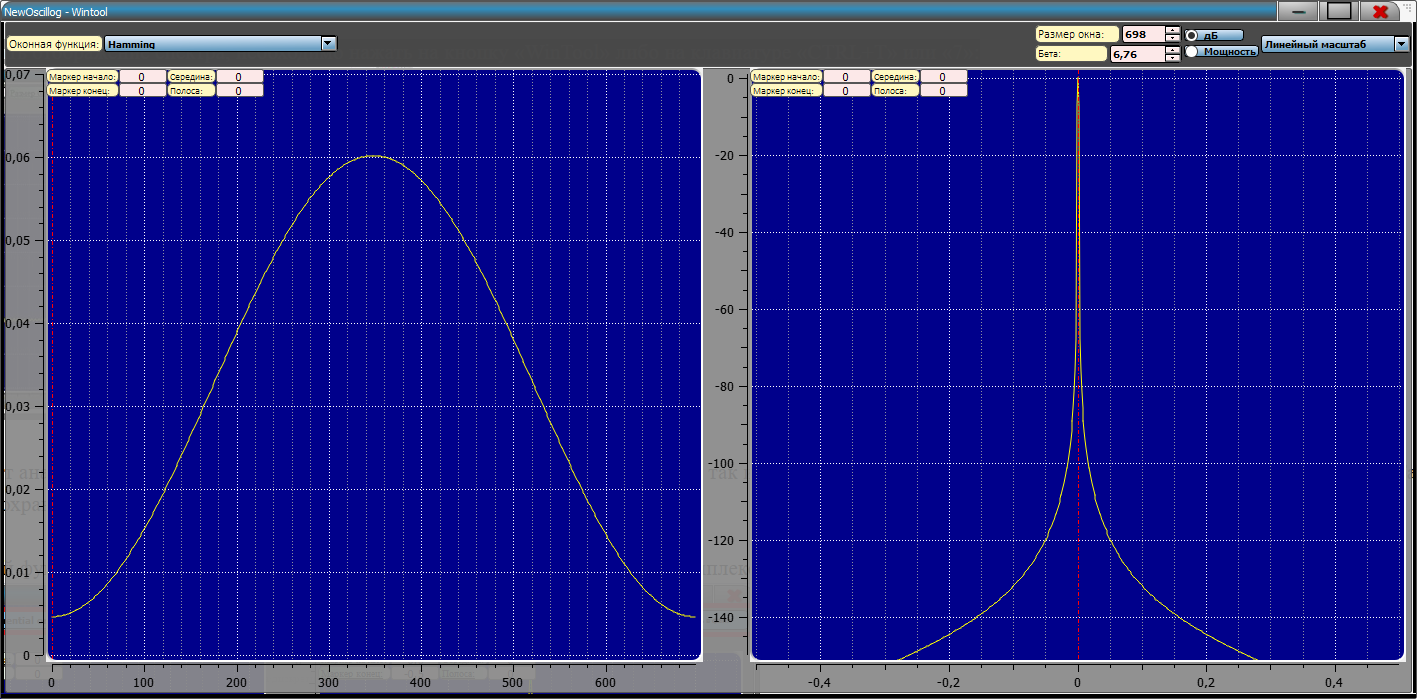 NewOscillog - Wintool
Оконная функция: Hamming
Размер окна: 698 дБ
Бета: 6,76 Мощность
Линейный масштаб
Маркер начало: 0 Середина: 0
Маркер конец: 0 Полоса: 0
0,07
0,06
0,05
0,04
0,03
0,02
0,01
0
0 100 200 300 400 500 600
Маркер начало: 0 Середина: 0
Маркер конец: 0 Полоса: 0
0
-20
-40
-60
-80
-100
-120
-140
-0,4 -0,2 0 0,2 0,4